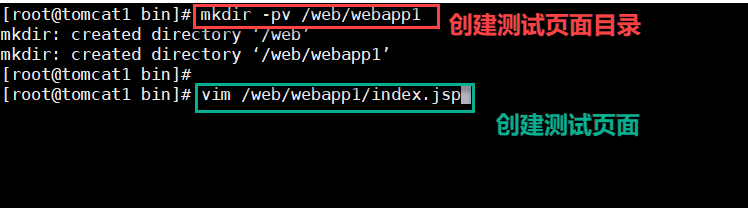 [root@tomcat1 bin]# mkdir -pv /web/webapp1
创建测试页面目录
mkdir: created directory ‘/web’
mkdir: created directory ‘/web/webapp1’
[root@tomcat1 bin]#
[root@tomcat1 bin]# vim /web/webapp1/index.jsp
创建测试页面